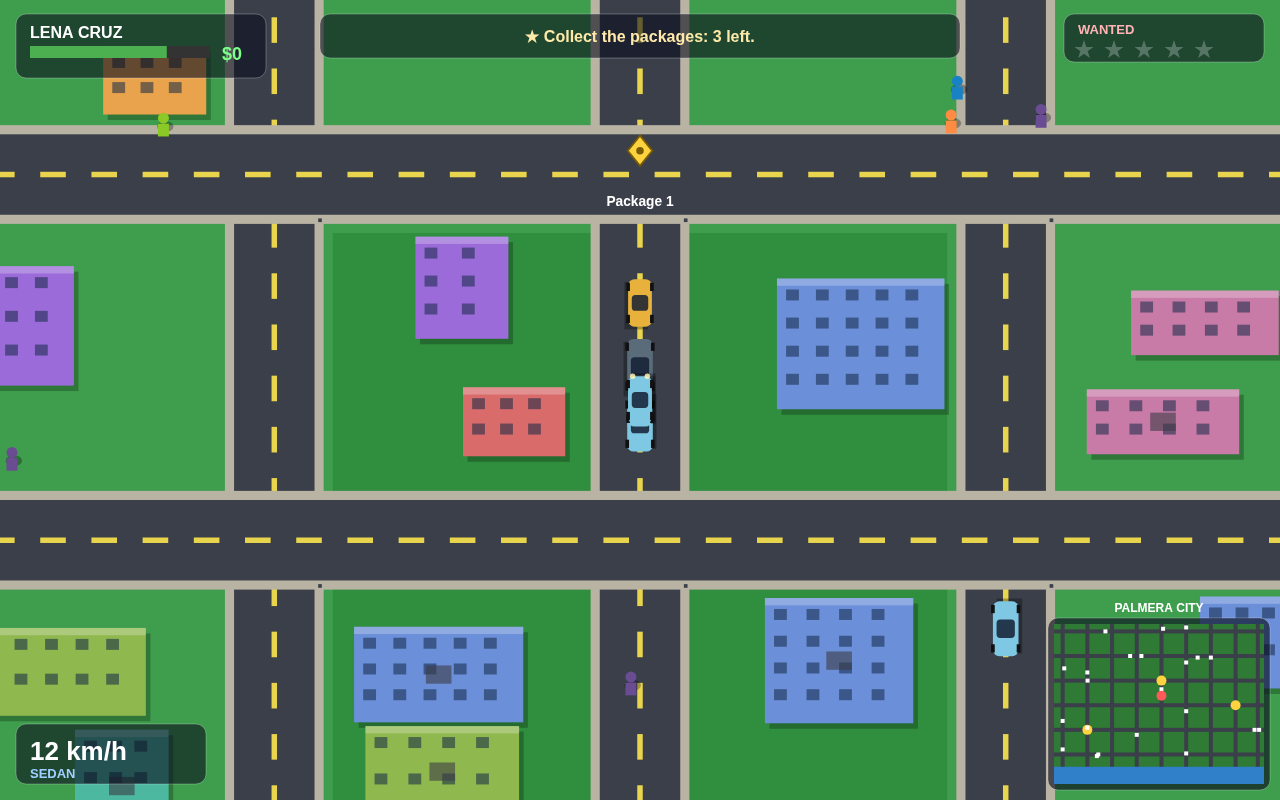 LENA CRUZ
$0
★ Collect the packages: 3 left.
WANTED
Package 1
PALMERA CITY
12 km/h
SEDAN